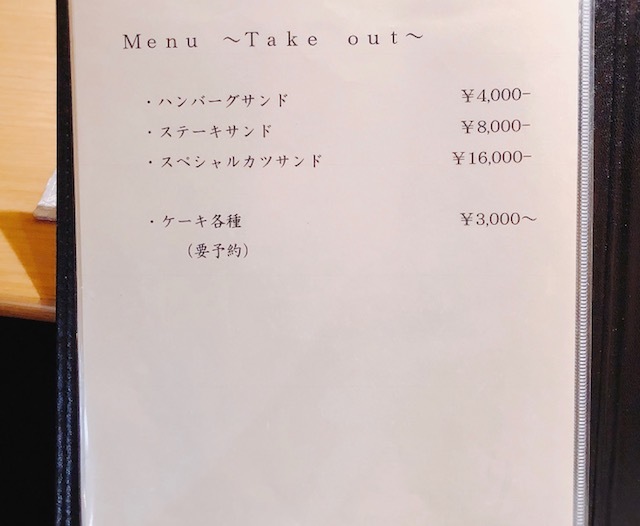 Menu ～Take out～
・ハンバーグサンド ￥4,000-
・ステーキサンド ￥8,000-
・スペシャルカツサンド ￥16,000-
・ケーキ各種 ￥3,000～
（要予約）